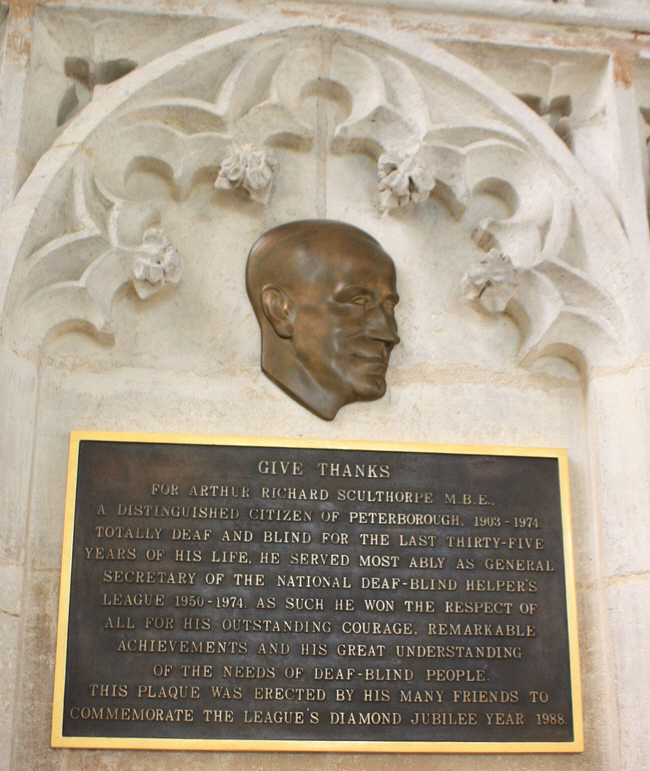 GIVE THANKS
FOR ARTHUR RICHARD SCULTHORPE M.B.E.,
A DISTINGUISHED CITIZEN OF PETERBOROUGH, 1903-1974.
TOTALLY DEAF AND BLIND FOR THE LAST THIRTY-FIVE
YEARS OF HIS LIFE, HE SERVED MOST ABLY AS GENERAL
SECRETARY OF THE NATIONAL DEAF-BLIND HELPER'S
LEAGUE 1950-1974. AS SUCH HE WON THE RESPECT OF
ALL FOR HIS OUTSTANDING COURAGE, REMARKABLE
ACHIEVEMENTS AND HIS GREAT UNDERSTANDING
OF THE NEEDS OF DEAF-BLIND PEOPLE.
THIS PLAQUE WAS ERECTED BY HIS MANY FRIENDS TO
COMMEMORATE THE LEAGUE'S DIAMOND JUBILEE YEAR 1988.